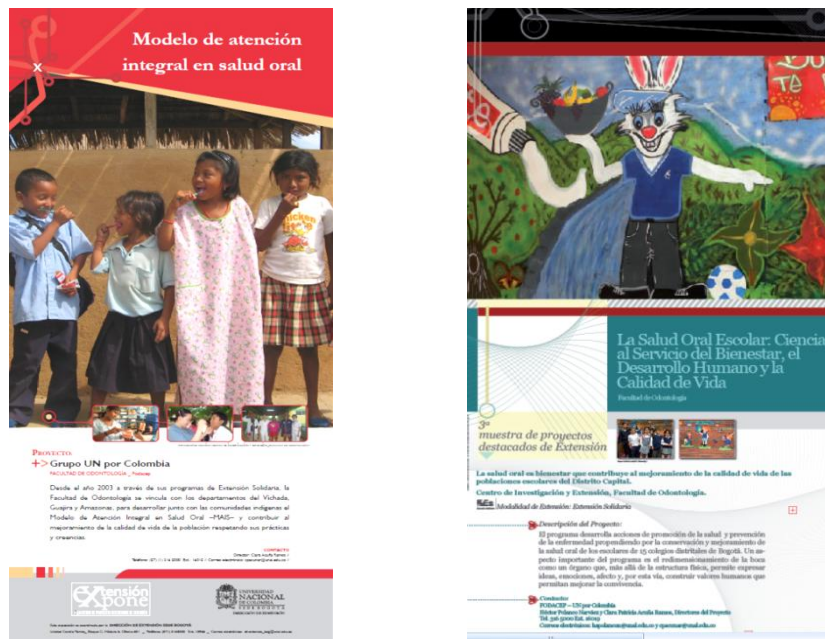 Modelo de atención
integral en salud oral
X
PROYECTO
+> Grupo UN por Colombia
FACULTAD DE ODONTOLOGÍA _ Fodacep
Desde el año 2003 a través de sus programas de Extensión Solidaria, la
Facultad de Odontología se vincula con los departamentos del Vichada,
Guajira y Amazonas, para desarrollar junto con las comunidades indígenas el
Modelo de Atención Integral en Salud Oral –MAIS– y contribuir al
mejoramiento de la calidad de vida de la población respetando sus prácticas
y creencias.
CONTACTO
extensión
Xpone
UNIVERSIDAD
NACIONAL
DE COLOMBIA
TE
La Salud Oral Escolar: Ciencia
al Servicio del Bienestar, el
Desarrollo Humano y la
Calidad de Vida
Facultad de Odontología
3ª
muestra de proyectos
destacados de Extensión
La salud oral es bienestar que contribuye al mejoramiento de la calidad de vida de las
poblaciones escolares del Distrito Capital.
Centro de Investigación y Extensión, Facultad de Odontología.
Modalidad de Extensión: Extensión Solidaria
Descripción del Proyecto:
El programa desarrolla acciones de promoción de la salud y prevención
de la enfermedad propendiendo por la conservación y mejoramiento de
la salud oral de los escolares de 15 colegios distritales de Bogotá. Un as-
pecto importante del programa es el redimensionamiento de la boca
como un órgano que, más allá de la estructura física, permite expresar
ideas, emociones, afecto y, por esta vía, construir valores humanos que
permitan mejorar la convivencia.
Contacto:
FODACEP – UN por Colombia